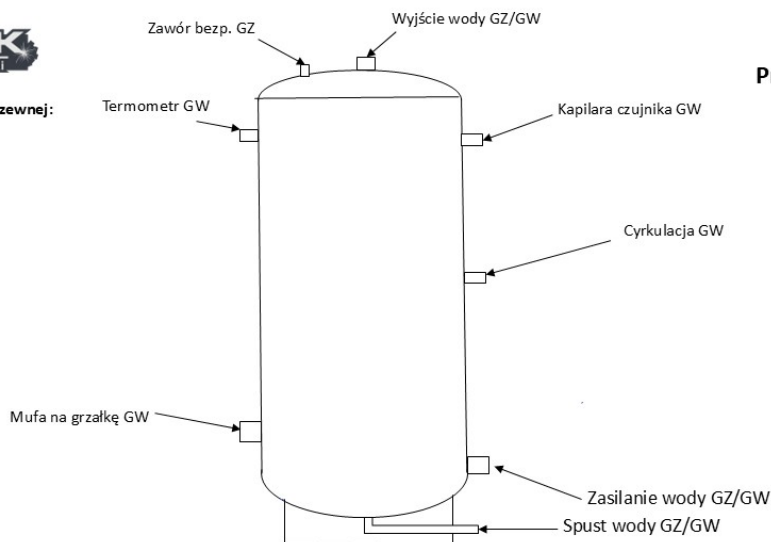 Zawór bezp. GZ
Wyjście wody GZ/GW
K
i
P
zewnej:
Termometr GW
Kapilara czujnika GW
Cyrkulacja GW
Mufa na grzałkę GW
Zasilanie wody GZ/GW
Spust wody GZ/GW